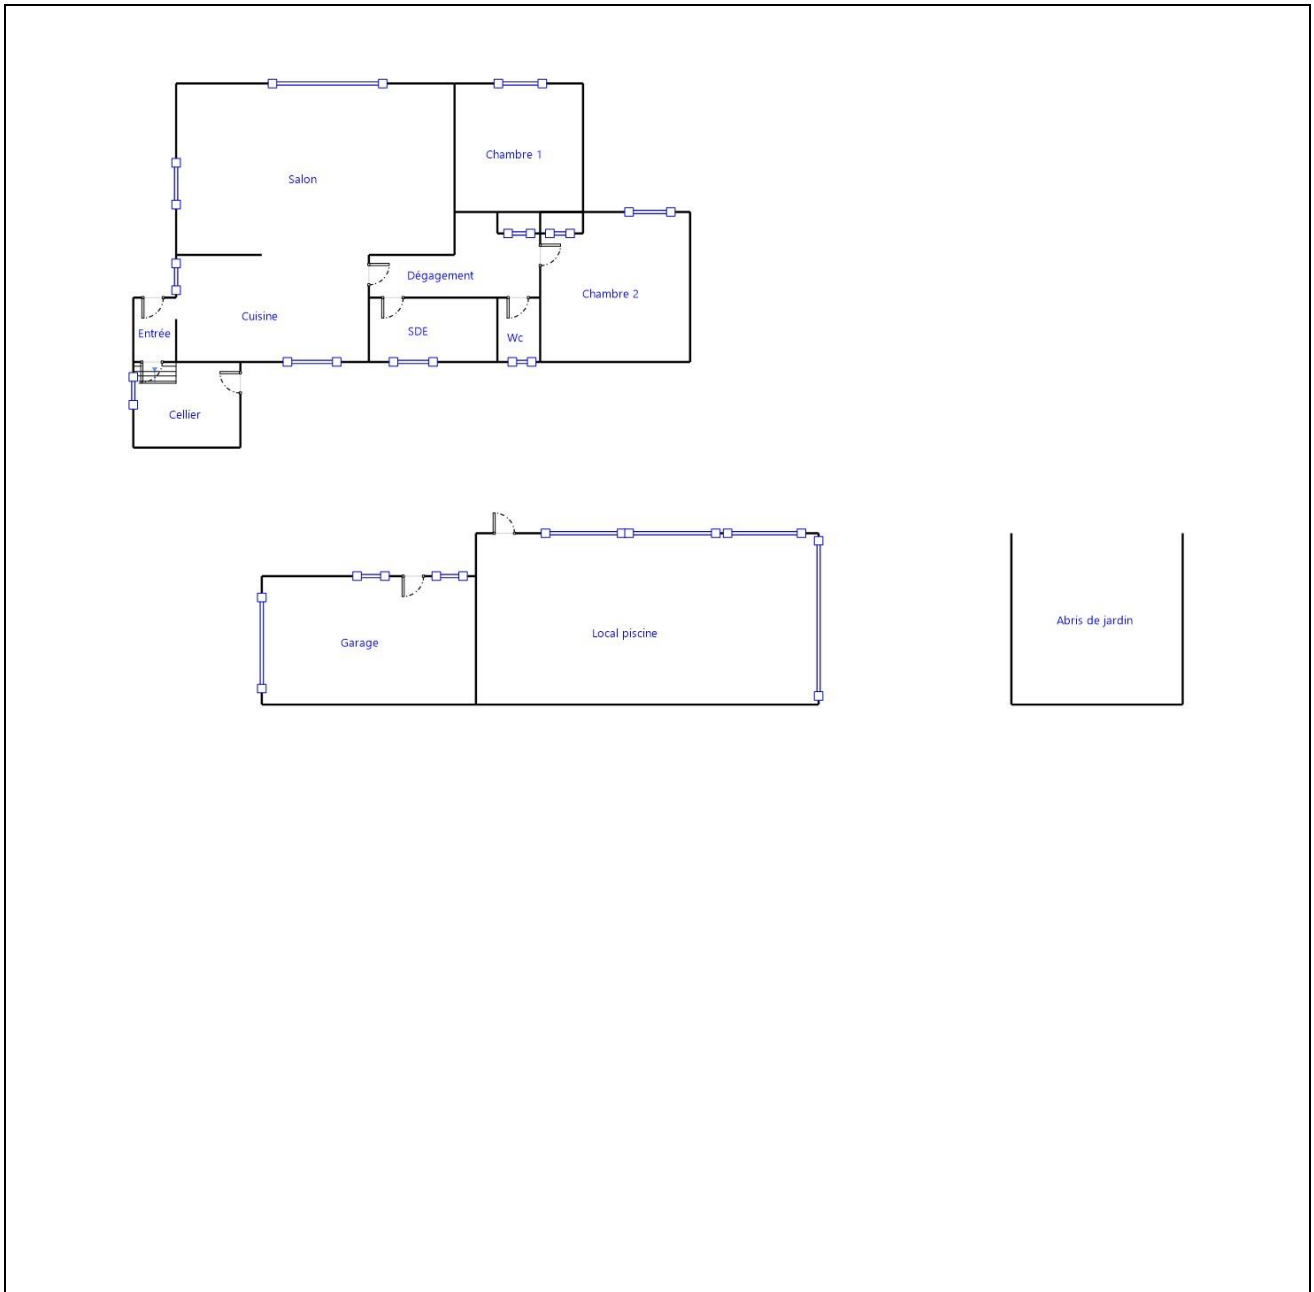 Chambre 1
Salon
Dégagement
Chambre 2
Cuisine
SDE
Entrée
Wc
Cellier
Abris de jardin
Local piscine
Garage